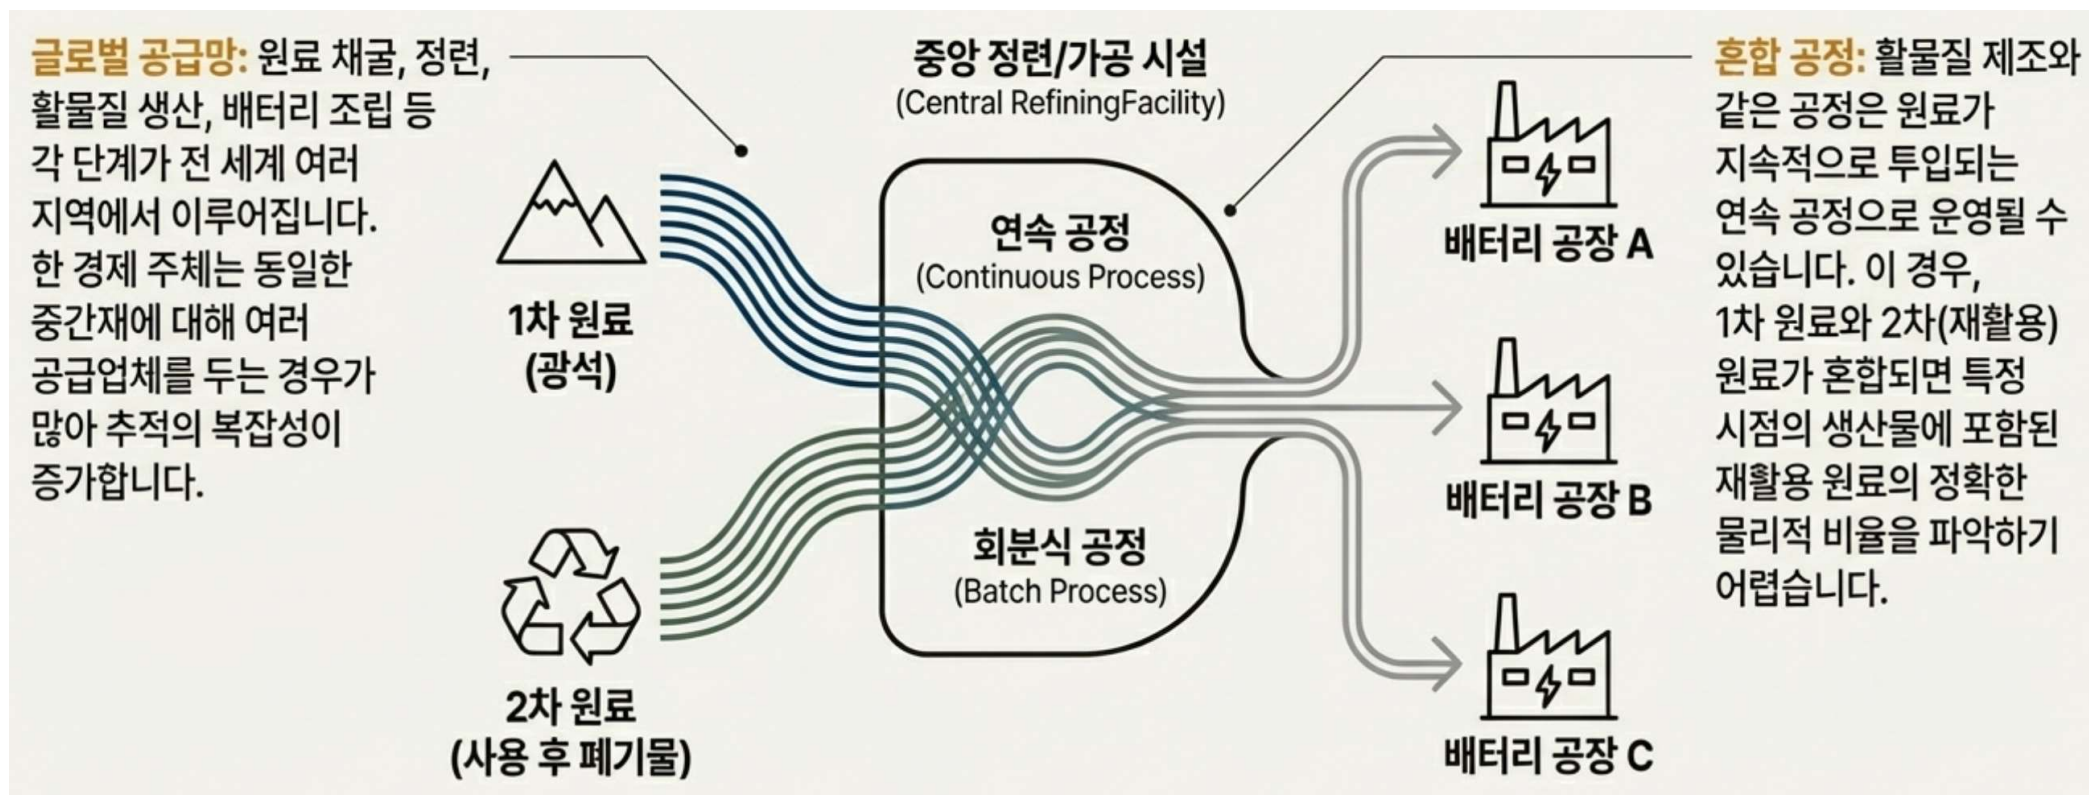 글로벌 공급망: 원료 채굴, 정련,
활물질 생산, 배터리 조립 등
각 단계가 전 세계 여러
지역에서 이루어집니다.
한 경제 주체는 동일한
중간재에 대해 여러
공급업체를 두는 경우가
많아 추적의 복잡성이
증가합니다.
1차 원료
(광석)
2차 원료
(사용 후 폐기물)
중앙 정련/가공 시설
(Central RefiningFacility)
연속 공정
(Continuous Process)
회분식 공정
(Batch Process)
배터리 공장 A
배터리 공장 B
배터리 공장 C
혼합 공정: 활물질 제조와
같은 공정은 원료가
지속적으로 투입되는
연속 공정으로 운영될 수
있습니다. 이 경우,
1차 원료와 2차(재활용)
원료가 혼합되면 특정
시점의 생산물에 포함된
재활용 원료의 정확한
물리적 비율을 파악하기
어렵습니다.